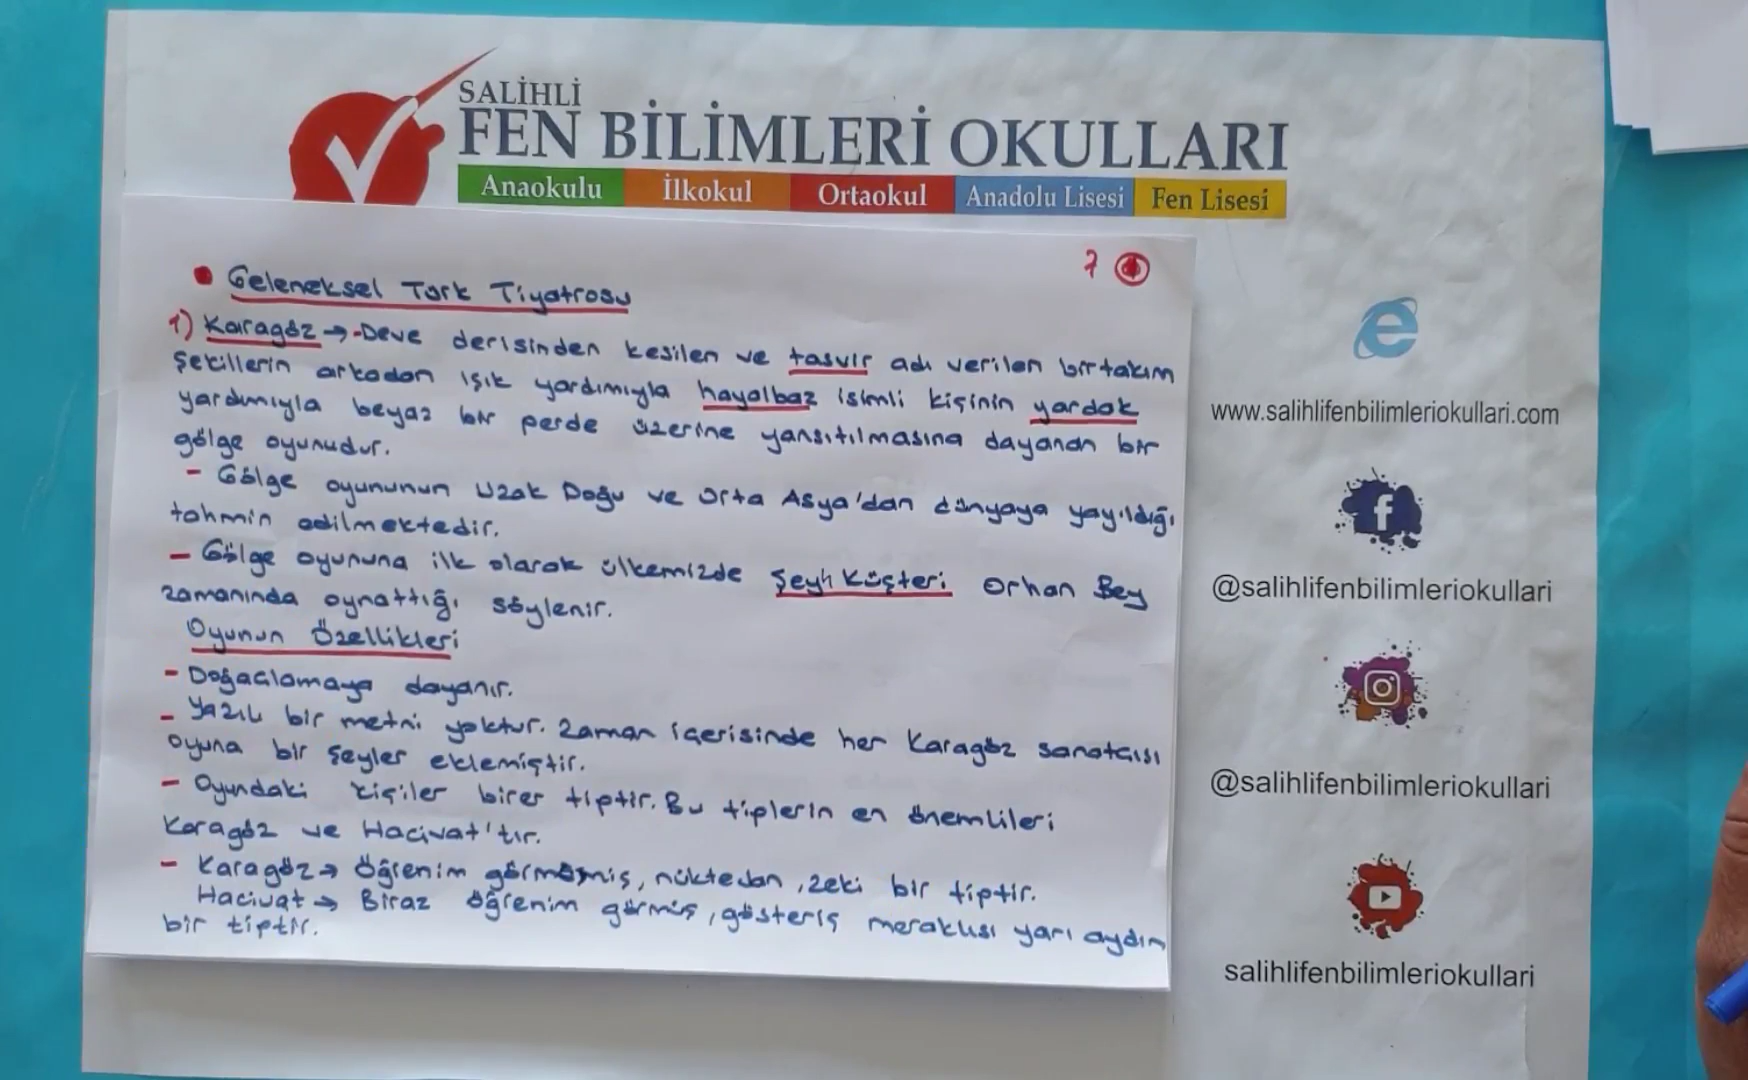 SALİHLİ
FEN BİLİMLERİ OKULLARI
Anaokulu İlkokul Ortaokul Anadolu Lisesi Fen Lisesi
7
Geleneksel Türk Tiyatrosu
1) Karagöz → - Deve derisinden kesilen ve tasvir adı verilen birtakım
şekillerin arkadan ışık yardımıyla hayalbaz isimli kişinin yardak
yardımıyla beyaz bir perde üzerine yansıtılmasına dayanan bir
gölge oyunudur.
- Gölge oyununun Uzak Doğu ve Orta Asya'dan dünyaya yayıldığı
tahmin edilmektedir.
- Gölge oyununa ilk olarak ülkemizde Şeyh Küşteri Orhan Bey
zamanında oynattığı söylenir.
Oyunun Özellikleri
- Doğaçlamaya dayanır.
- Yazılı bir metni yoktur. Zaman içerisinde her Karagöz sanatçısı
oyuna bir şeyler eklemiştir.
- Oyundaki kişiler birer tiptir. Bu tiplerin en önemlileri
Karagöz ve Hacivat'tır.
- Karagöz → Öğrenim görmemiş, nüktedan, zeki bir tiptir.
Hacivat → Biraz öğrenim görmüş, gösteriş meraklısı yarı aydın
bir tiptir.
www.salihlifenbilimleriokullari.com
@salihlifenbilimleriokullari
@salihlifenbilimleriokullari
salihlifenbilimleriokullari